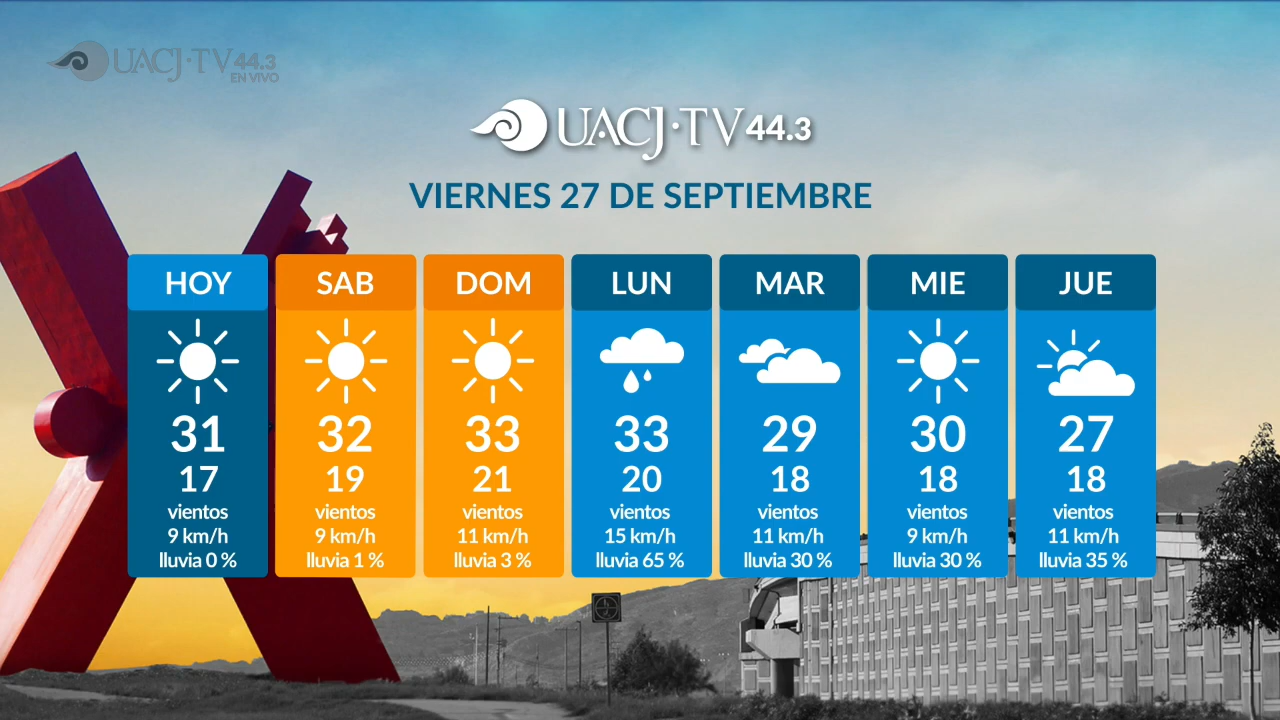 UACJ·TV 44.3
EN VIVO
UACJ·TV 44.3
VIERNES 27 DE SEPTIEMBRE
HOY
31
17
vientos
9 km/h
lluvia 0 %
SAB
32
19
vientos
9 km/h
lluvia 1 %
DOM
33
21
vientos
11 km/h
lluvia 3 %
LUN
33
20
vientos
15 km/h
lluvia 65 %
MAR
29
18
vientos
11 km/h
lluvia 30 %
MIE
30
18
vientos
9 km/h
lluvia 30 %
JUE
27
18
vientos
11 km/h
lluvia 35 %